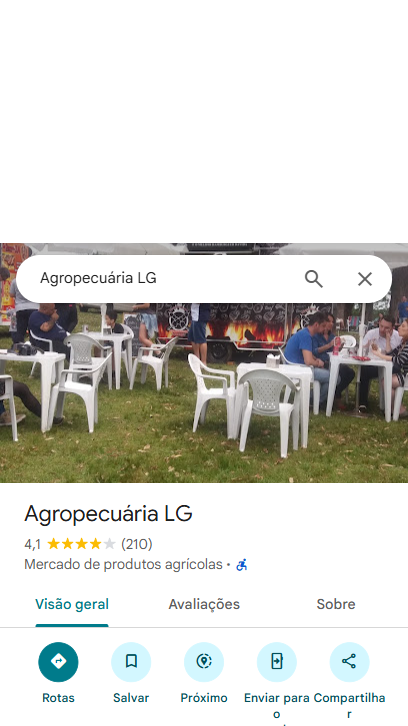 Agropecuária LG
Agropecuária LG
4,1 (210)
Mercado de produtos agrícolas •
Visão geral Avaliações Sobre
Rotas Salvar Próximo Enviar para o Compartilhar